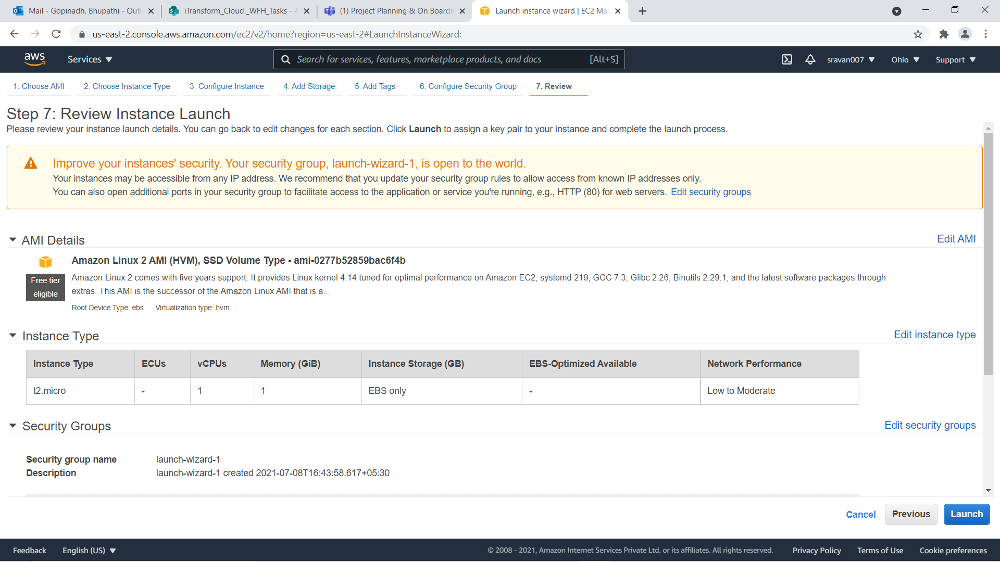 Mail - Gopinadh, Bhupathi - Outl
iTransform_Cloud _WFH_Tasks - A
(1) Project Planning & On Boardi
Launch instance wizard | EC2 Man
us-east-2.console.aws.amazon.com/ec2/v2/home?region=us-east-2#LaunchInstanceWizard:
aws
Services
Search for services, features, marketplace products, and docs
[Alt+S]
sravan007
Ohio
Support
1. Choose AMI
2. Choose Instance Type
3. Configure Instance
4. Add Storage
5. Add Tags
6. Configure Security Group
7. Review
Step 7: Review Instance Launch
Please review your instance launch details. You can go back to edit changes for each section. Click Launch to assign a key pair to your instance and complete the launch process.
Improve your instances' security. Your security group, launch-wizard-1, is open to the world.
Your instances may be accessible from any IP address. We recommend that you update your security group rules to allow access from known IP addresses only.
You can also open additional ports in your security group to facilitate access to the application or service you're running, e.g., HTTP (80) for web servers. Edit security groups
AMI Details
Edit AMI
Amazon Linux 2 AMI (HVM), SSD Volume Type - ami-0277b52859bac6f4b
Free tier
eligible
Amazon Linux 2 comes with five years support. It provides Linux kernel 4.14 tuned for optimal performance on Amazon EC2, systemd 219, GCC 7.3, Glibc 2.26, Binutils 2.29.1, and the latest software packages through
extras. This AMI is the successor of the Amazon Linux AMI that is a...
Root Device Type: ebs Virtualization type: hvm
Instance Type
Edit instance type
Instance Type ECUs vCPUs Memory (GiB) Instance Storage (GB) EBS-Optimized Available Network Performance
t2.micro - 1 1 EBS only - Low to Moderate
Security Groups
Edit security groups
Security group name launch-wizard-1
Description launch-wizard-1 created 2021-07-08T16:43:58.617+05:30
Cancel
Previous
Launch
Feedback
English (US)
© 2008 - 2021, Amazon Internet Services Private Ltd. or its affiliates. All rights reserved.
Privacy Policy
Terms of Use
Cookie preferences